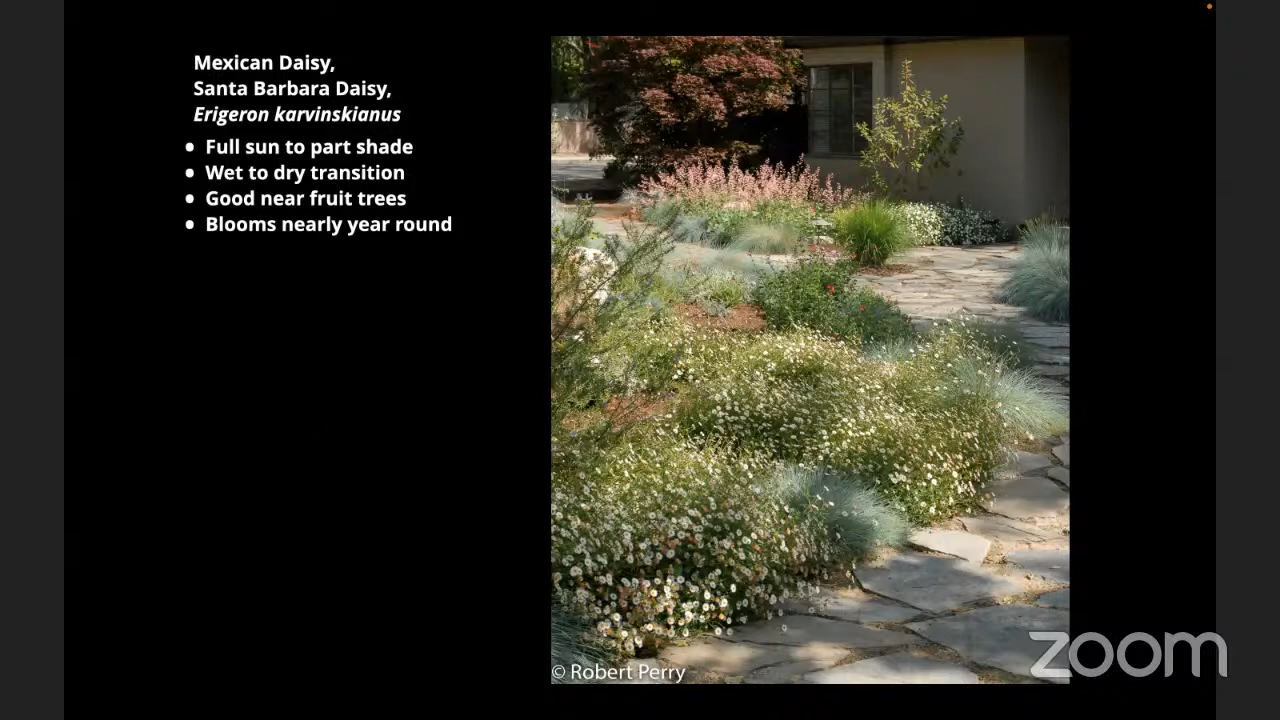 Mexican Daisy,
Santa Barbara Daisy,
Erigeron karvinskianus
• Full sun to part shade
• Wet to dry transition
• Good near fruit trees
• Blooms nearly year round
© Robert Perry
zoom